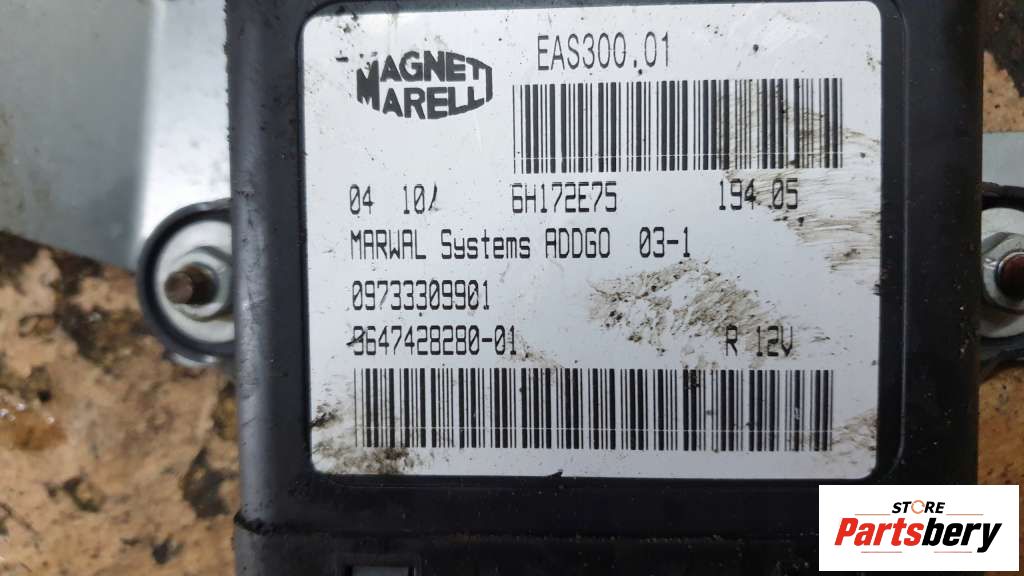 MAGNETI
MARELLI
EAS300.01
04 10/ 6H172E75 194.05
MARWAL Systems ADDGO 03-1
09733309901
9647428280-01 R 12V
STORE
Partsbery